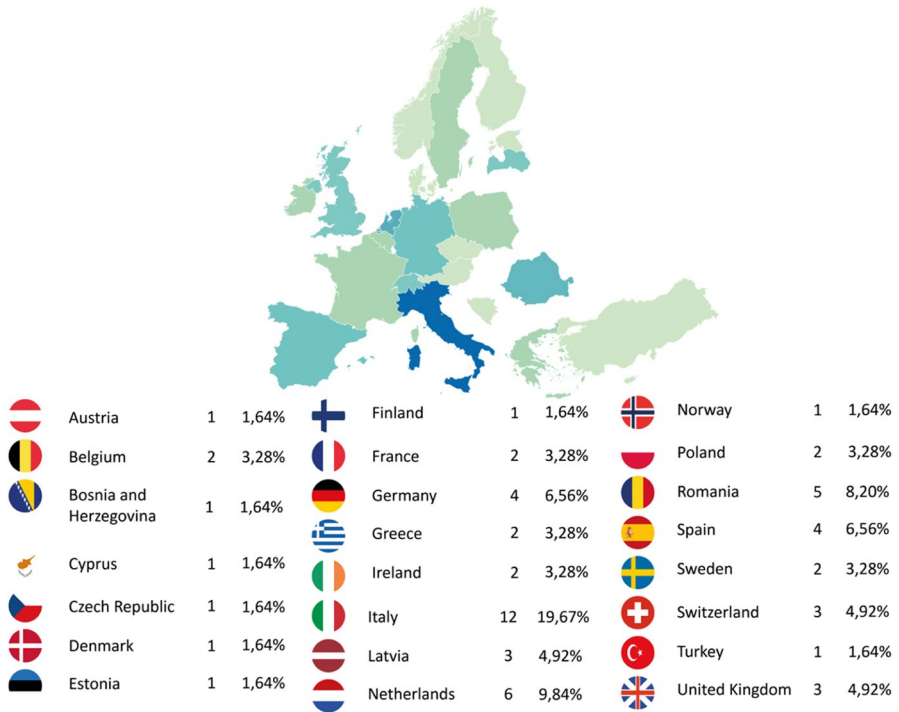 Austria 1 1,64%
Belgium 2 3,28%
Bosnia and
Herzegovina 1 1,64%
Cyprus 1 1,64%
Czech Republic 1 1,64%
Denmark 1 1,64%
Estonia 1 1,64%
Finland 1 1,64%
France 2 3,28%
Germany 4 6,56%
Greece 2 3,28%
Ireland 2 3,28%
Italy 12 19,67%
Latvia 3 4,92%
Netherlands 6 9,84%
Norway 1 1,64%
Poland 2 3,28%
Romania 5 8,20%
Spain 4 6,56%
Sweden 2 3,28%
Switzerland 3 4,92%
Turkey 1 1,64%
United Kingdom 3 4,92%